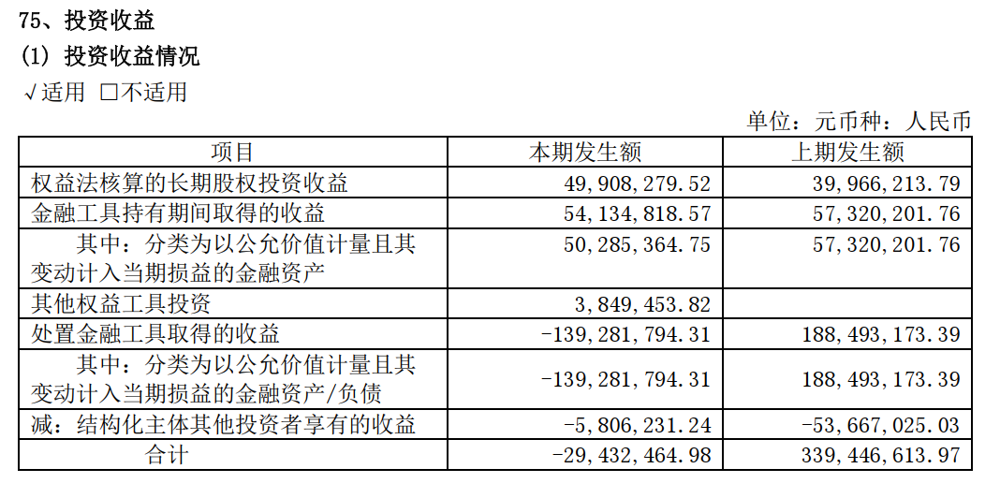 75、投资收益
(1) 投资收益情况
√适用 □不适用
单位：元币种：人民币
项目 本期发生额 上期发生额
权益法核算的长期股权投资收益 49,908,279.52 39,966,213.79
金融工具持有期间取得的收益 54,134,818.57 57,320,201.76
其中：分类为以公允价值计量且其 50,285,364.75 57,320,201.76
变动计入当期损益的金融资产
其他权益工具投资 3,849,453.82
处置金融工具取得的收益 -139,281,794.31 188,493,173.39
其中：分类为以公允价值计量且其
变动计入当期损益的金融资产/负债 -139,281,794.31 188,493,173.39
减：结构化主体其他投资者享有的收益 -5,806,231.24 -53,667,025.03
合计 -29,432,464.98 339,446,613.97